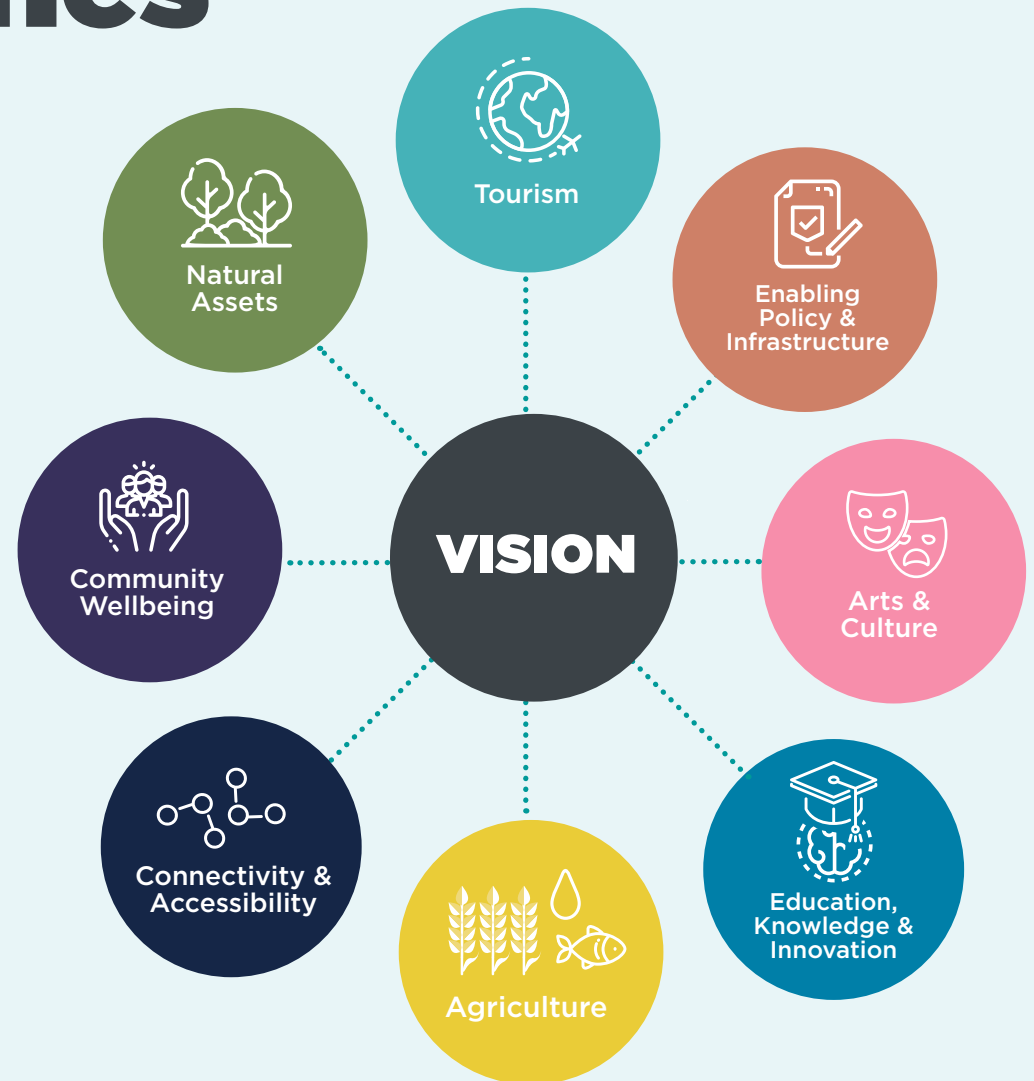 Tourism
Enabling
Policy &
Infrastructure
Natural
Assets
VISION
Arts &
Culture
Community
Wellbeing
Connectivity &
Accessibility
Education,
Knowledge &
Innovation
Agriculture